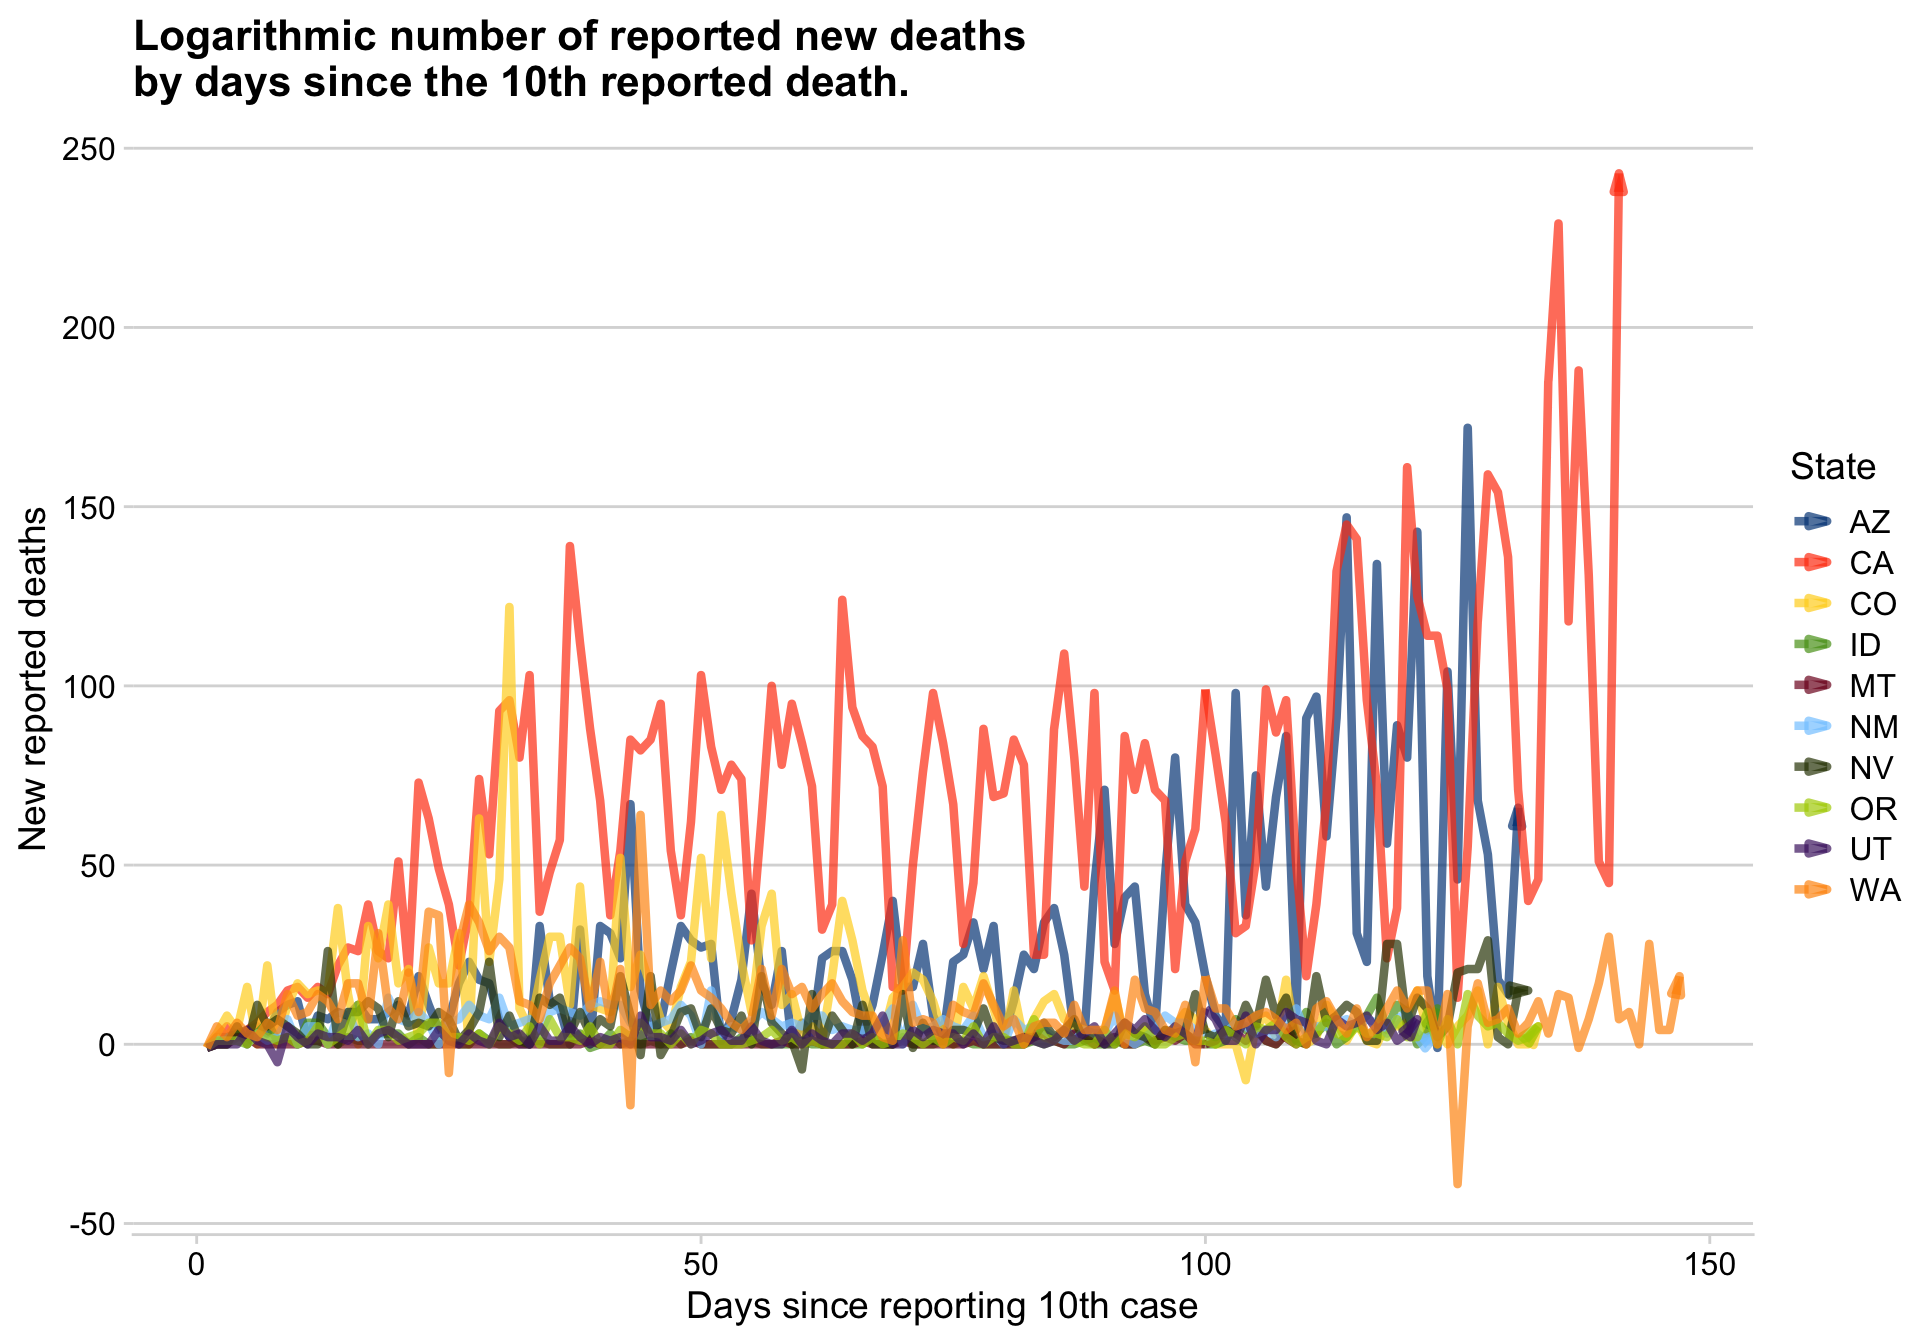 Logarithmic number of reported new deaths
by days since the 10th reported death.
250
200
150
100
50
0
-50
New reported deaths
0
50
100
150
Days since reporting 10th case
State
AZ
CA
CO
ID
MT
NM
NV
OR
UT
WA